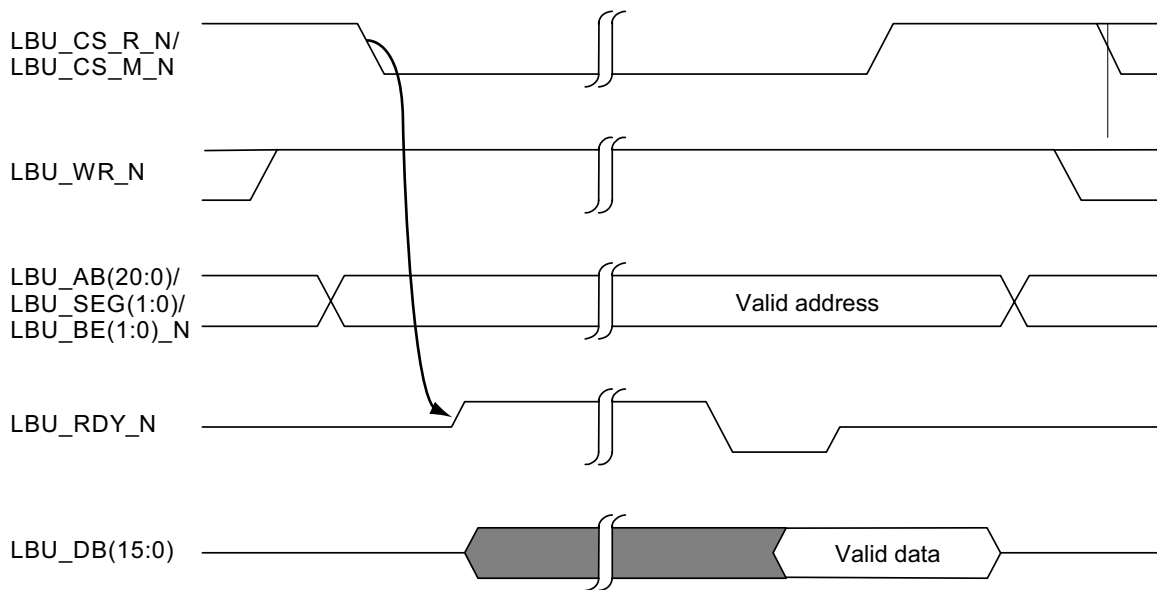 LBU_CS_R_N/
LBU_CS_M_N
LBU_WR_N
LBU_AB(20:0)/
LBU_SEG(1:0)/
LBU_BE(1:0)_N
Valid address
LBU_RDY_N
LBU_DB(15:0)
Valid data